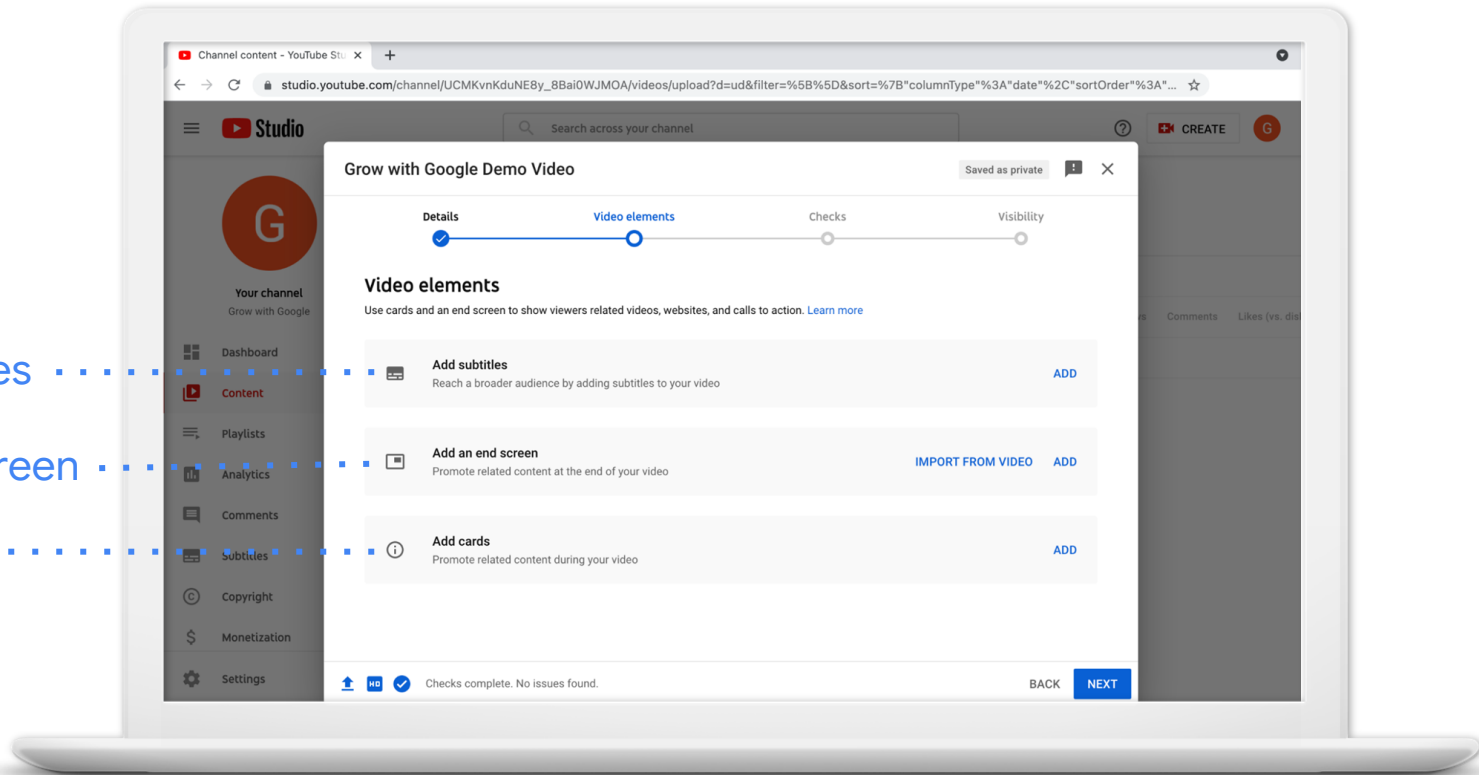 Channel content - YouTube Stu
studio.youtube.com/channel/UCMKvnKduNE8y_8Bai0WJMOA/videos/upload?d=ud&filter=%5B%5D&sort=%7B"columnType"%3A"date"%2C"sortOrder"%3A"...
Studio
Search across your channel
CREATE
G
G
Your channel
Grow with Google
Dashboard
Content
Playlists
Analytics
Comments
Subtitles
Copyright
Monetization
Settings
Grow with Google Demo Video
Saved as private
Details
Video elements
Checks
Visibility
Video elements
Use cards and an end screen to show viewers related videos, websites, and calls to action. Learn more
es
Add subtitles
Reach a broader audience by adding subtitles to your video
ADD
reen
Add an end screen
Promote related content at the end of your video
IMPORT FROM VIDEO
ADD
Add cards
Promote related content during your video
ADD
Checks complete. No issues found.
BACK
NEXT
Comments
Likes (vs. dis